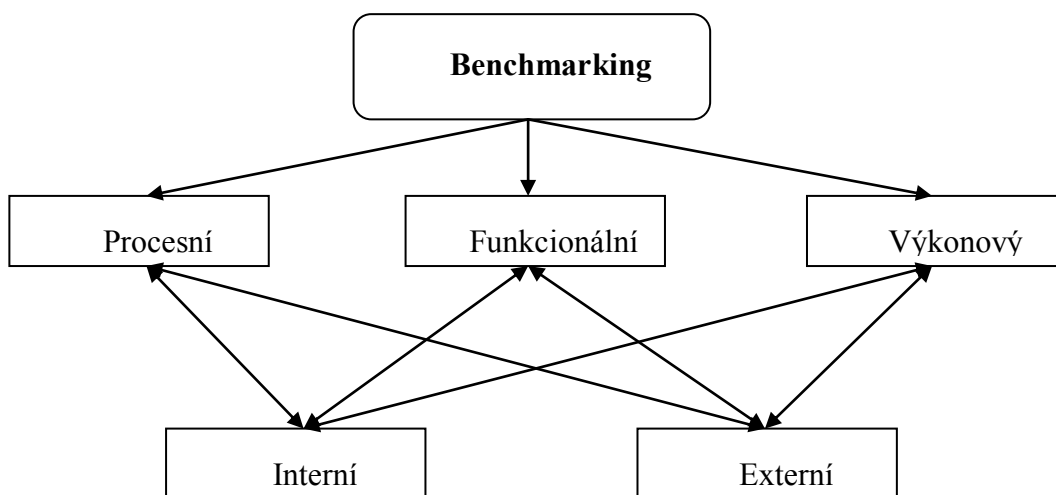 Benchmarking
Procesní
Funkcionální
Výkonový
Interní
Externí